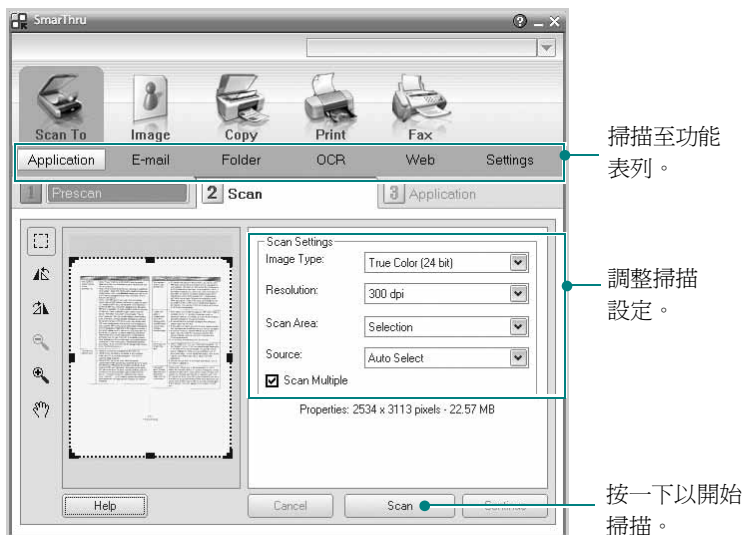 SmarThru
Scan To
Image
Copy
Print
Fax
掃描至功能
表列。
Application
E-mail
Folder
OCR
Web
Settings
1 Prescan
2 Scan
3 Application
Scan Settings
Image Type:
True Color (24 bit)
調整掃描
設定。
Resolution:
300 dpi
Scan Area:
Selection
Source:
Auto Select
Scan Multiple
Properties: 2534 x 3113 pixels - 22.57 MB
Help
Cancel
Scan
按一下以開始
掃描。